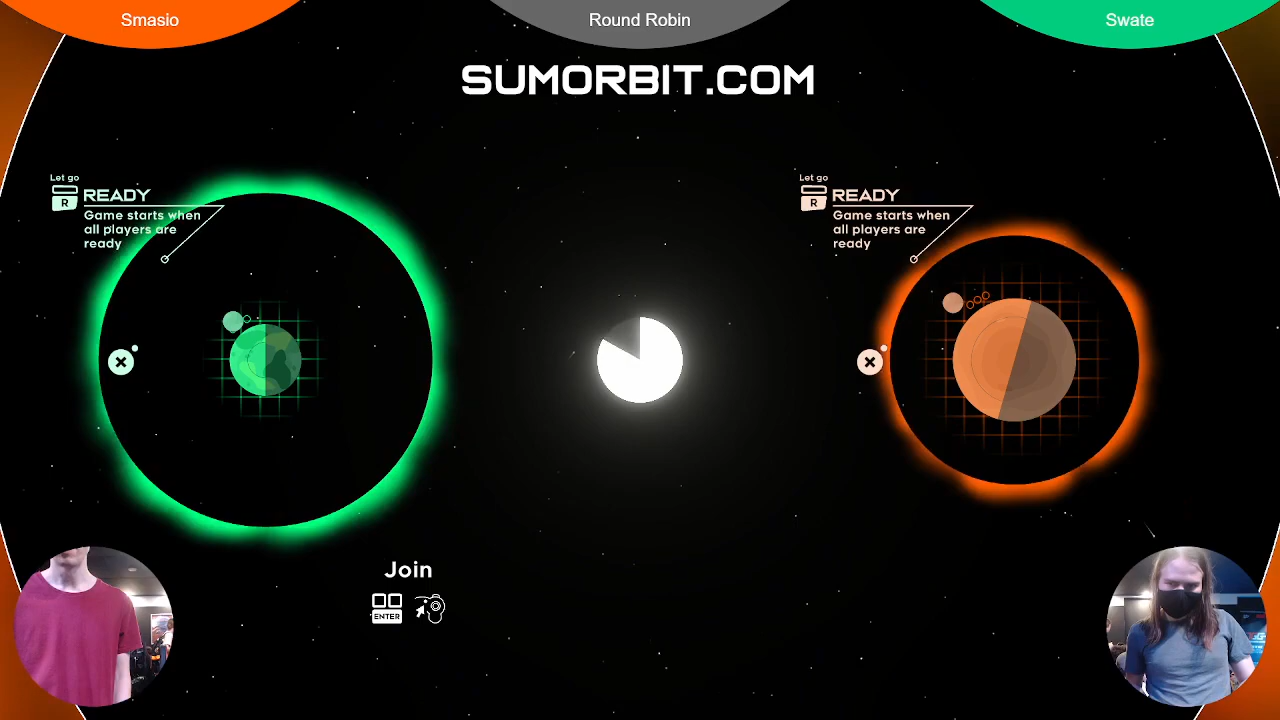 Smasio
Round Robin
Swate
SUMORBIT.COM
Let go
R
READY
Game starts when
all players are
ready
Let go
R
READY
Game starts when
all players are
ready
Join
ENTER